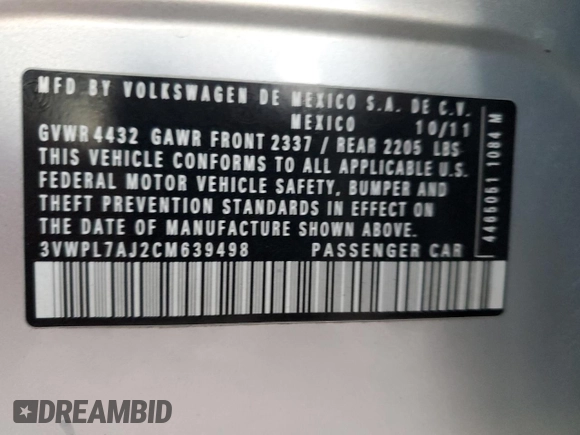 MFD BY VOLKSWAGEN DE MEXICO S.A. DE C.V.
MEXICO 10/11
GVWR 4432 GAWR FRONT 2337 / REAR 2205 LBS
THIS VEHICLE CONFORMS TO ALL APPLICABLE U.S.
FEDERAL MOTOR VEHICLE SAFETY, BUMPER AND
THEFT PREVENTION STANDARDS IN EFFECT ON
THE DATE OF MANUFACTURE SHOWN ABOVE.
3VWPL7AJ2CM639498 PASSENGER CAR
4465051 1084 M
DREAMBID